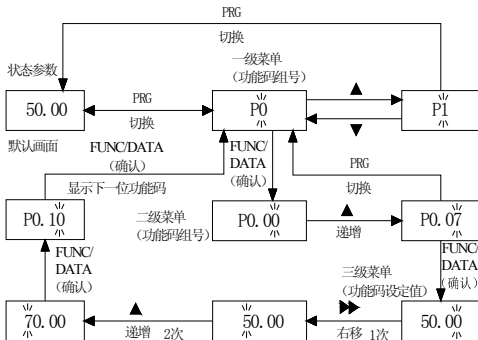 PRG
切换
状态参数
一级菜单
(功能码组号)
▲
50.00
PRG
P0
P1
切换
▼
默认画面
FUNC/DATA
(确认)
FUNC/
DATA
(确认)
PRG
显示下一位功能码
切换
P0.10
二级菜单
(功能码组号)
P0.00
▲
递增
P0.07
FUNC/
DATA
(确认)
三级菜单
(功能码设定值)
FUNC/
DATA
(确认)
70.00
▲
递增 2次
50.00
右移 1次
50.00